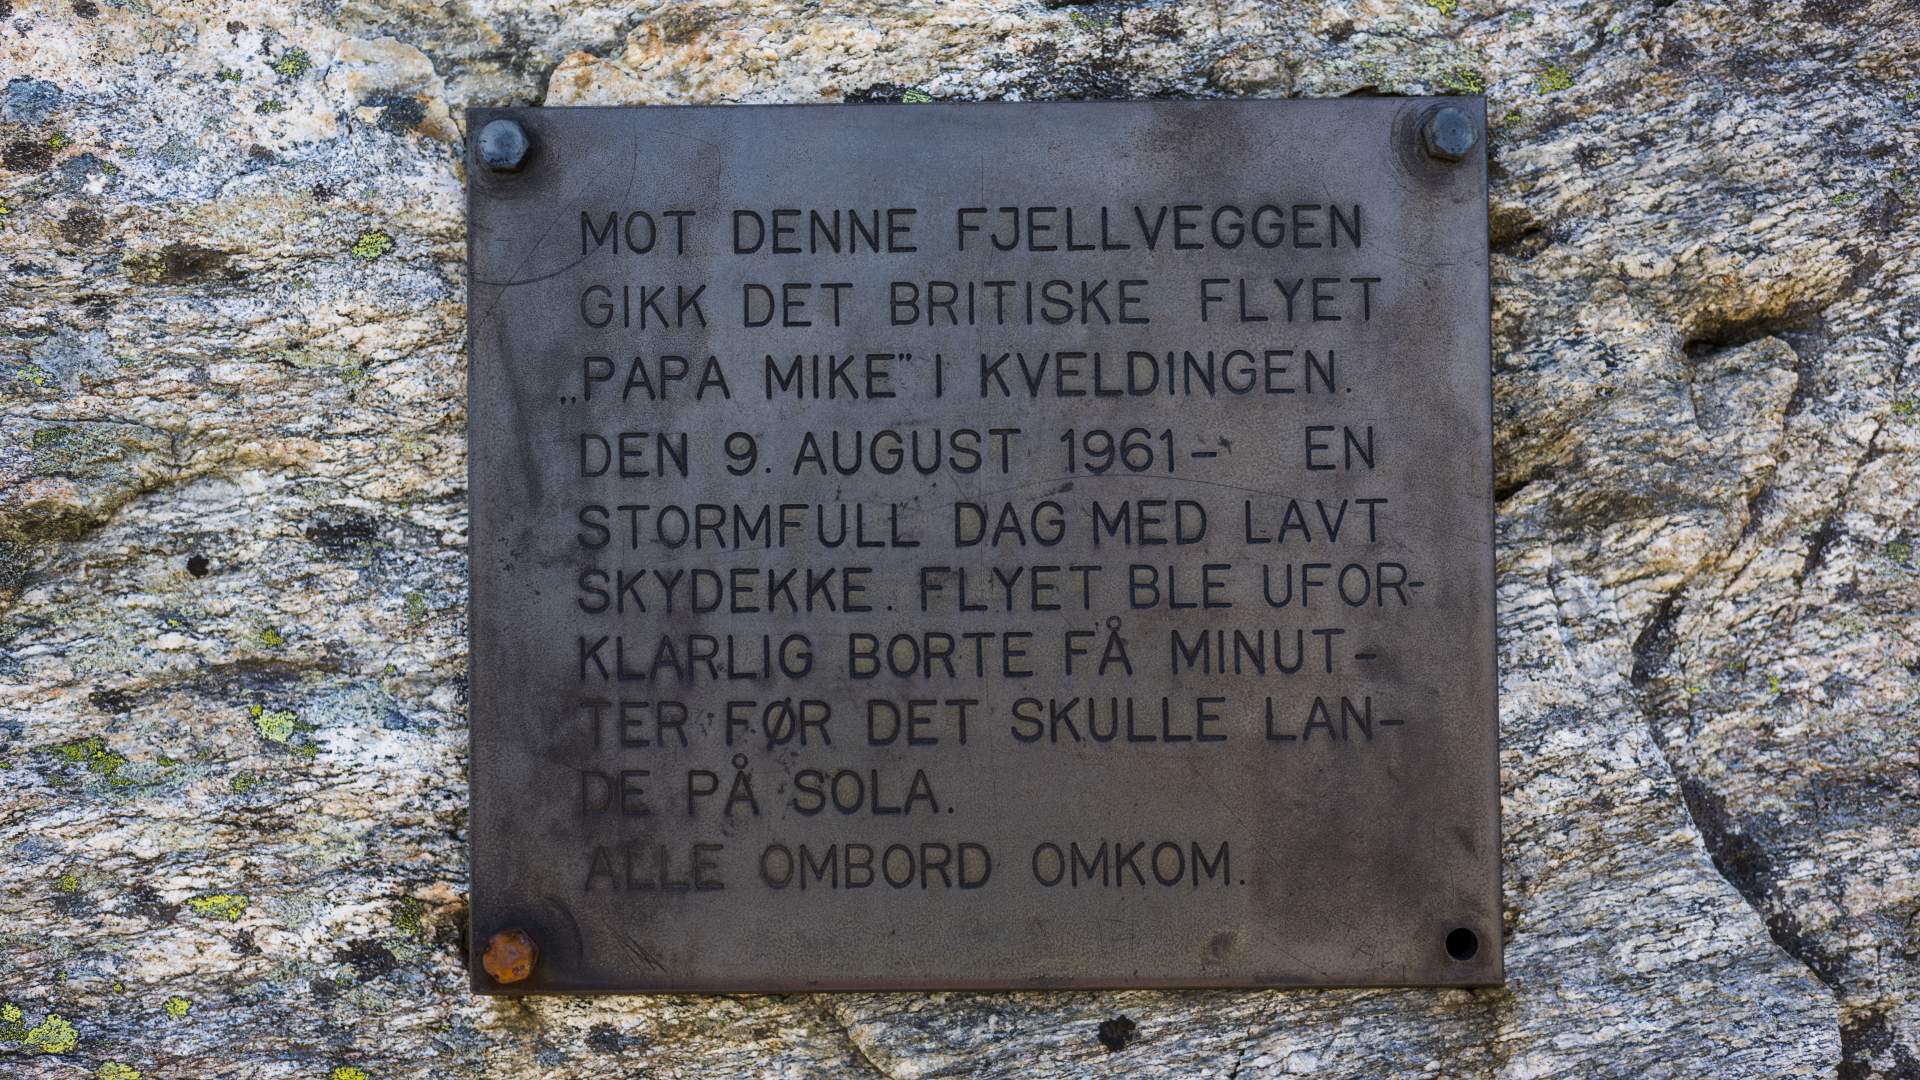 MOT DENNE FJELLVEGGEN
GIKK DET BRITISKE FLYET
„PAPA MIKE" I KVELDINGEN.
DEN 9. AUGUST 1961– EN
STORMFULL DAG MED LAVT
SKYDEKKE. FLYET BLE UFOR-
KLARLIG BORTE FÅ MINUT-
TER FØR DET SKULLE LAN-
DE PÅ SOLA.
ALLE OMBORD OMKOM.